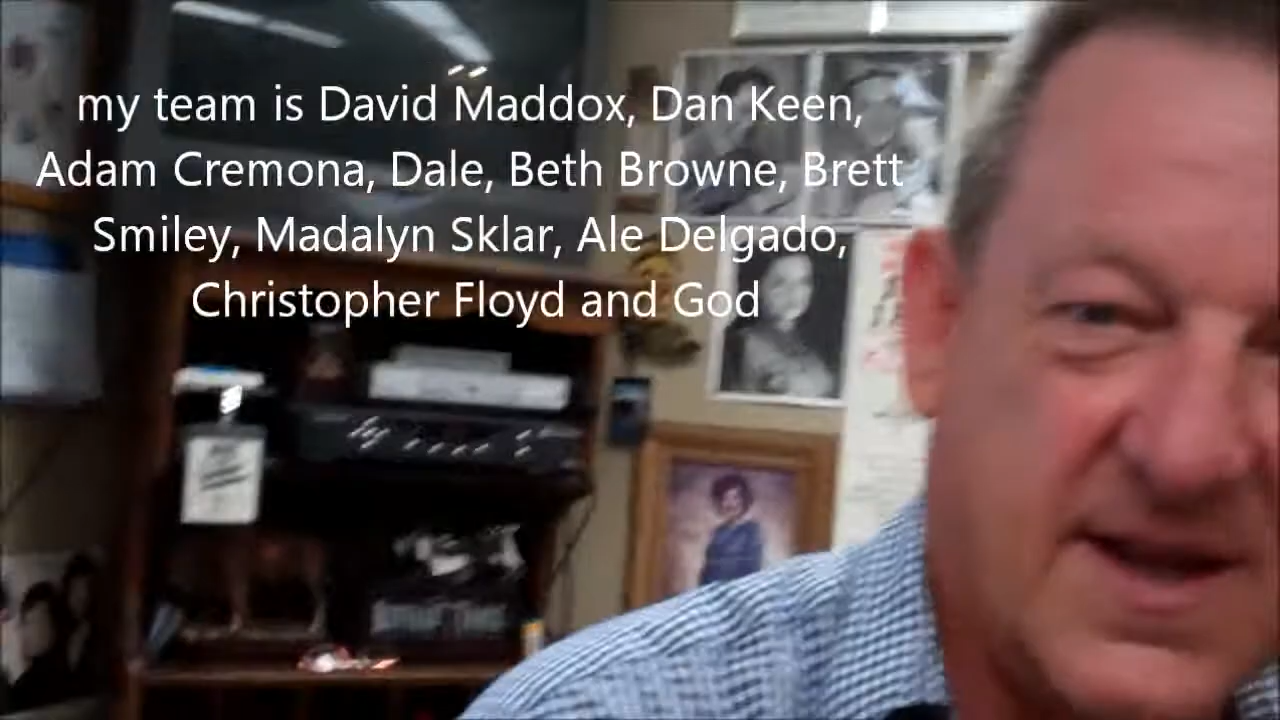 my team is David Maddox, Dan Keen,
Adam Cremona, Dale, Beth Browne, Brett
Smiley, Madalyn Sklar, Ale Delgado,
Christopher Floyd and God